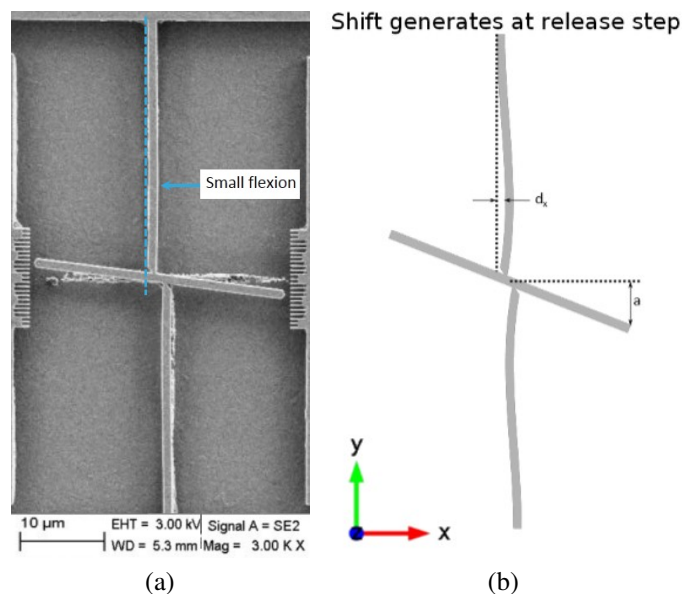 Shift generates at release step
Small flexion
dx
a
y
x
z
10 µm
EHT = 3.00 kV
Signal A = SE2
WD = 5.3 mm
Mag = 3.00 K X
(a)
(b)